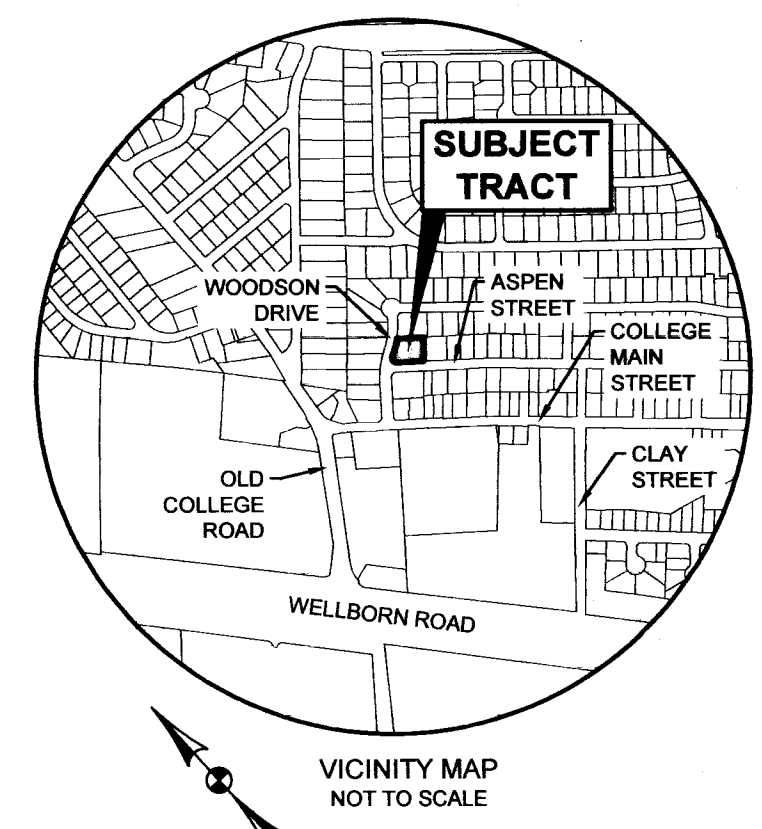 SUBJECT
TRACT
WOODSON
DRIVE
ASPEN
STREET
COLLEGE
MAIN
STREET
CLAY
STREET
OLD
COLLEGE
ROAD
WELLBORN ROAD
VICINITY MAP
NOT TO SCALE